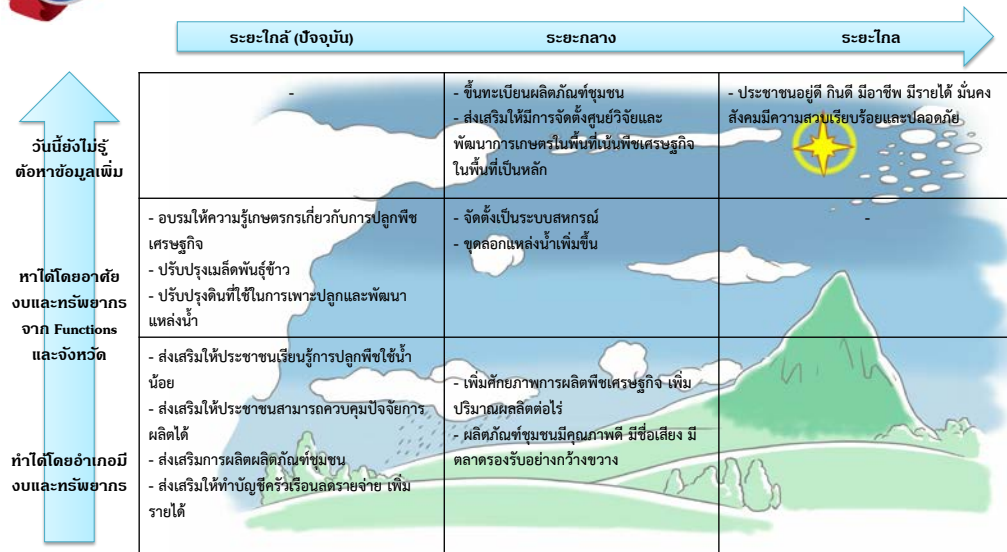 ระยะใกล้ (ปัจจุบัน)
ระยะกลาง
ระยะไกล
วันนี้ยังไม่รู้
ต้อหาข้อมูลเพิ่ม
-
- ขึ้นทะเบียนผลิตภัณฑ์ชุมชน
- ส่งเสริมให้มีการจัดตั้งศูนย์วิจัยและ
พัฒนาการเกษตรในพื้นที่เน้นพืชเศรษฐกิจ
ในพื้นที่เป็นหลัก
- ประชาชนอยู่ดี กินดี มีอาชีพ มีรายได้ มั่นคง
สังคมมีความสวบเรียบร้อยและปลอดภัย
หาได้โดยอาศัย
งบและทรัพยากร
จาก Functions
และจังหวัด
- อบรมให้ความรู้เกษตรกรเกี่ยวกับการปลูกพืช
เศรษฐกิจ
- ปรับปรุงเมล็ดพันธุ์ข้าว
- ปรับปรุงดินที่ใช้ในการเพาะปลูกและพัฒนา
แหล่งน้ำ
- จัดตั้งเป็นระบบสหกรณ์
- ขุดลอกแหล่งน้ำเพิ่มขึ้น
-
ทำได้โดยอำเภอมี
งบและทรัพยากร
- ส่งเสริมให้ประชาชนเรียนรู้การปลูกพืชใช้น้ำ
น้อย
- ส่งเสริมให้ประชาชนสามารถควบคุมปัจจัยการ
ผลิตได้
- ส่งเสริมการผลิตผลิตภัณฑ์ชุมชน
- ส่งเสริมให้ทำบัญชีครัวเรือนลดรายจ่าย เพิ่ม
รายได้
- เพิ่มศักยภาพการผลิตพืชเศรษฐกิจ เพิ่ม
ปริมาณผลลิตต่อไร่
- ผลิตภัณฑ์ชุมชนมีคุณภาพดี มีชื่อเสียง มี
ตลาดรองรับอย่างกว้างขวาง